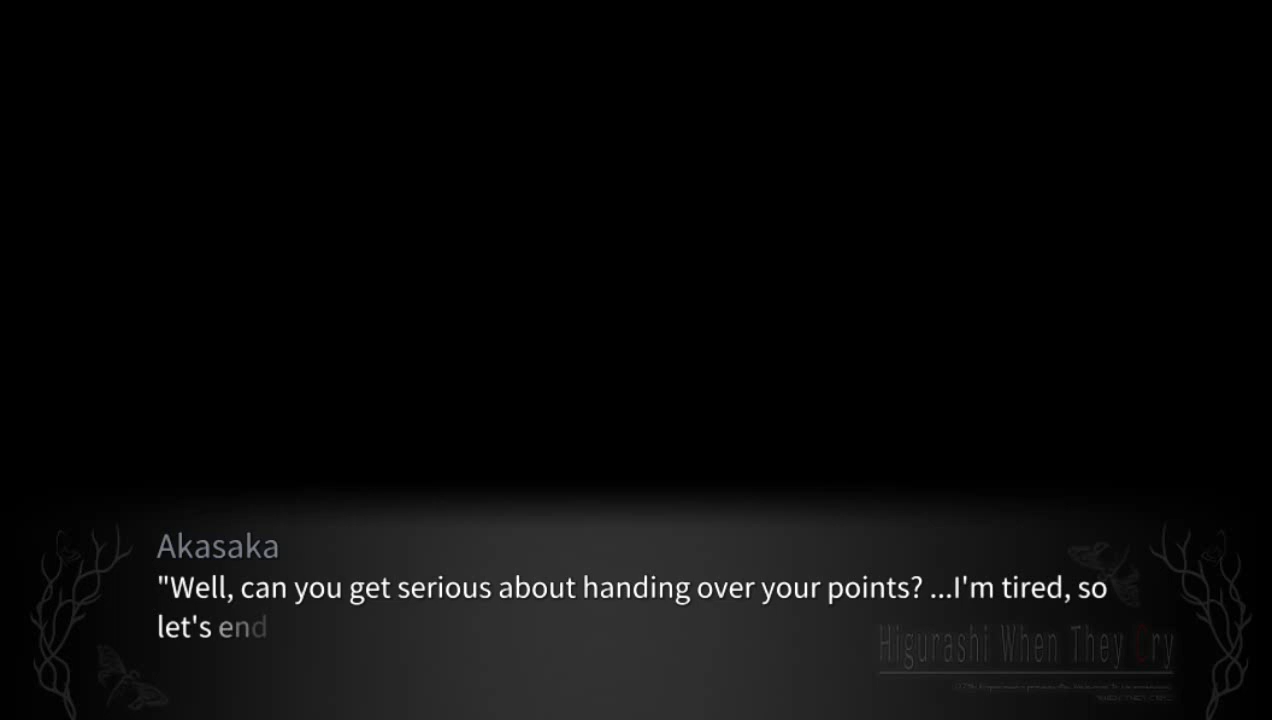 Akasaka
"Well, can you get serious about handing over your points? ...I'm tired, so
let's end
Higurashi When They Cry